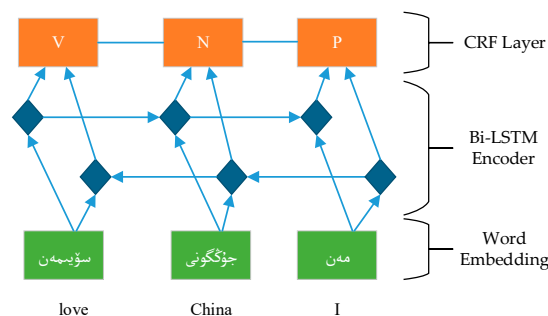 V N P
CRF Layer
Bi-LSTM
Encoder
سۆيىمەن جۇڭگونى مەن
Word
Embedding
love China I